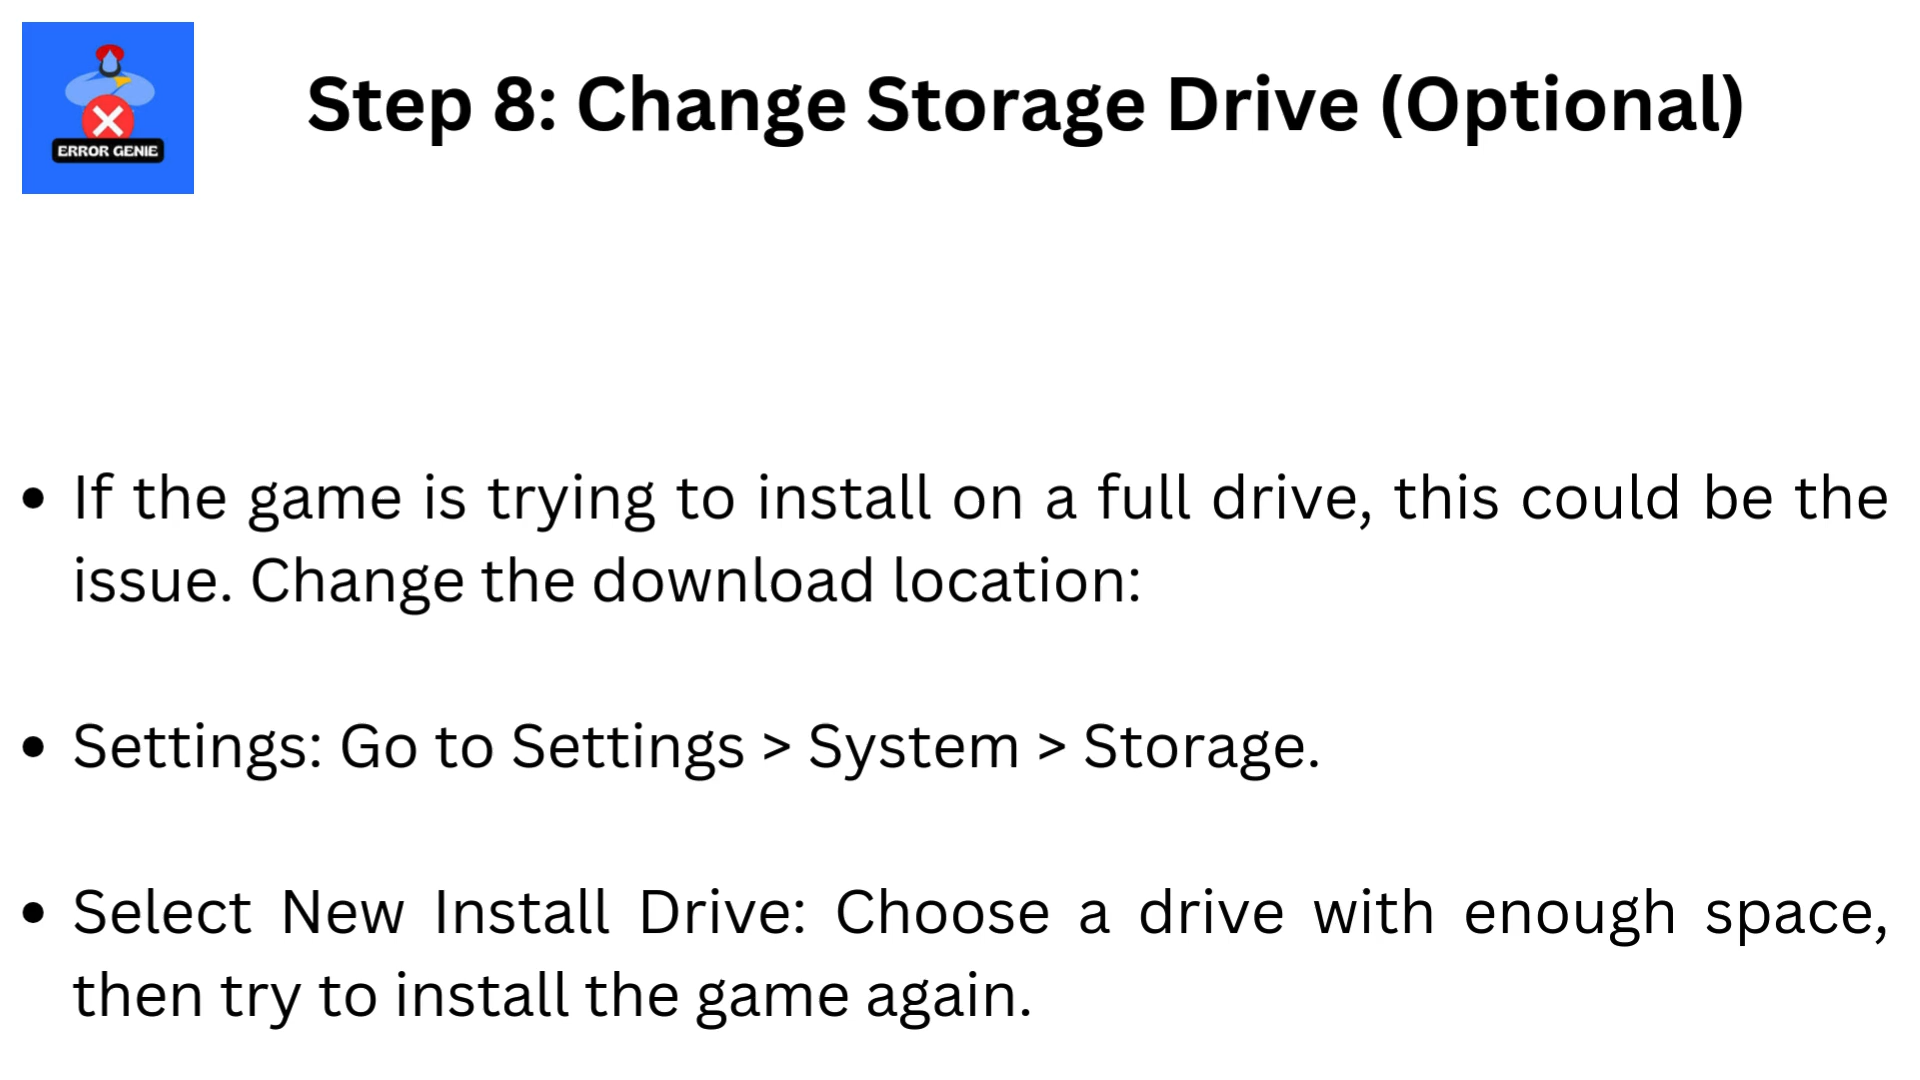 ERROR GENIE
Step 8: Change Storage Drive (Optional)
• If the game is trying to install on a full drive, this could be the
issue. Change the download location:
• Settings: Go to Settings > System > Storage.
• Select New Install Drive: Choose a drive with enough space,
then try to install the game again.